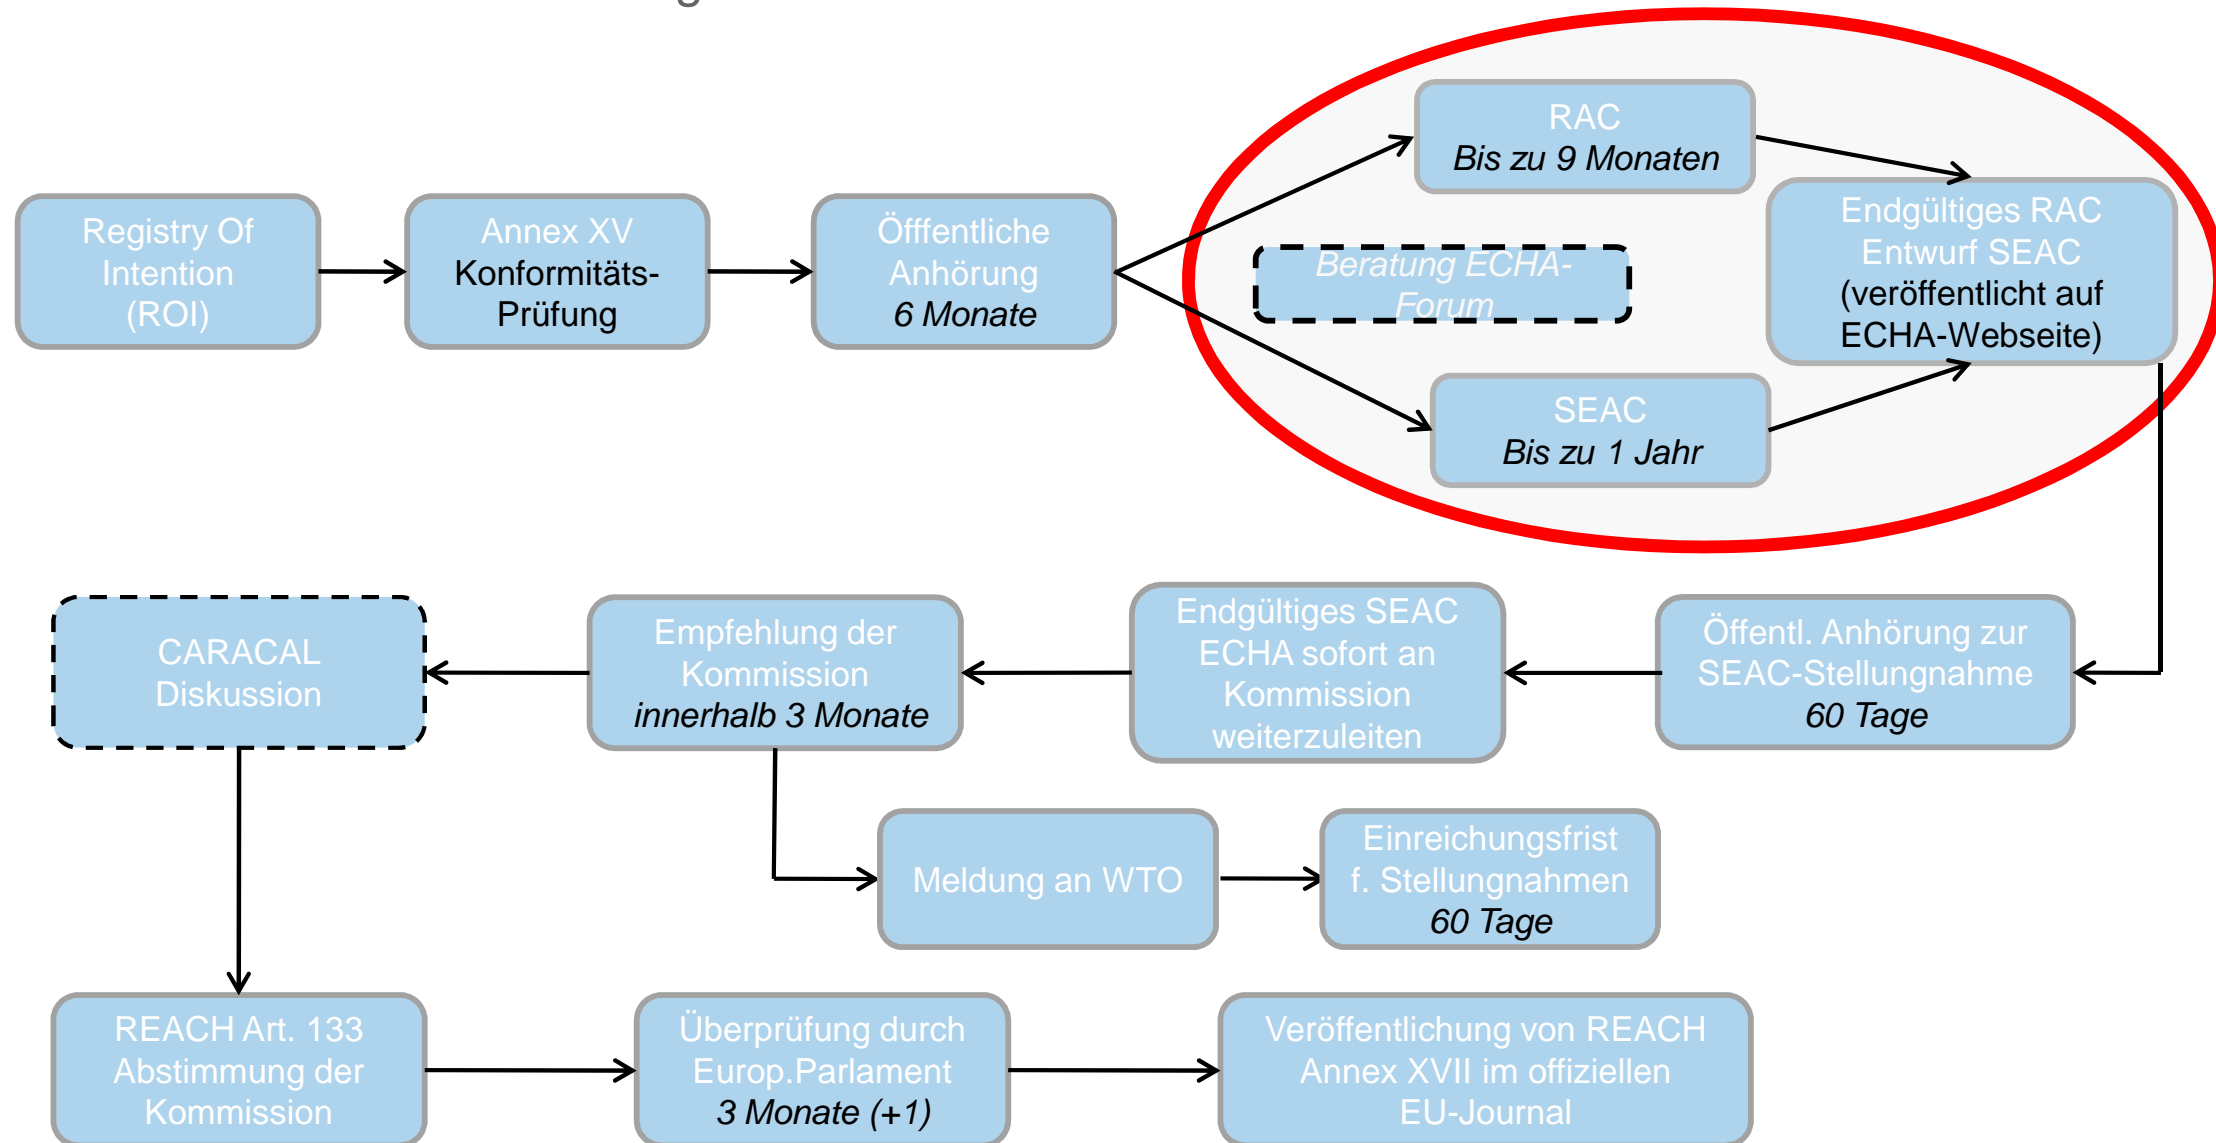 Registry Of
Intention
(ROI)
Annex XV
Konformitäts-
Prüfung
Öfffentliche
Anhörung
6 Monate
RAC
Bis zu 9 Monaten
Beratung ECHA-
Forum
SEAC
Bis zu 1 Jahr
Endgültiges RAC
Entwurf SEAC
(veröffentlicht auf
ECHA-Webseite)
Öffentl. Anhörung zur
SEAC-Stellungnahme
60 Tage
Endgültiges SEAC
ECHA sofort an
Kommission
weiterzuleiten
Empfehlung der
Kommission
innerhalb 3 Monate
CARACAL
Diskussion
Meldung an WTO
Einreichungsfrist
f. Stellungnahmen
60 Tage
REACH Art. 133
Abstimmung der
Kommission
Überprüfung durch
Europ.Parlament
3 Monate (+1)
Veröffentlichung von REACH
Annex XVII im offiziellen
EU-Journal